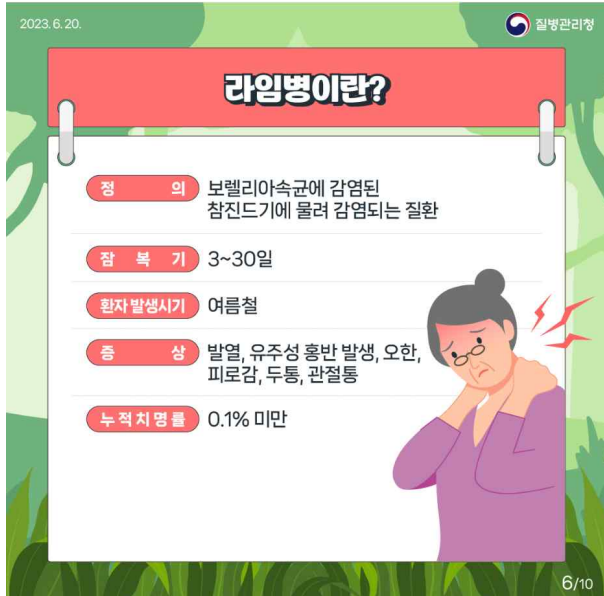 2023. 6. 20.
질병관리청
라임병이란?
정 의
보렐리아속균에 감염된
참진드기에 물려 감염되는 질환
잠 복 기
3~30일
환자 발생시기
여름철
증 상
발열, 유주성 홍반 발생, 오한,
피로감, 두통, 관절통
누적치명률
0.1% 미만
6/10